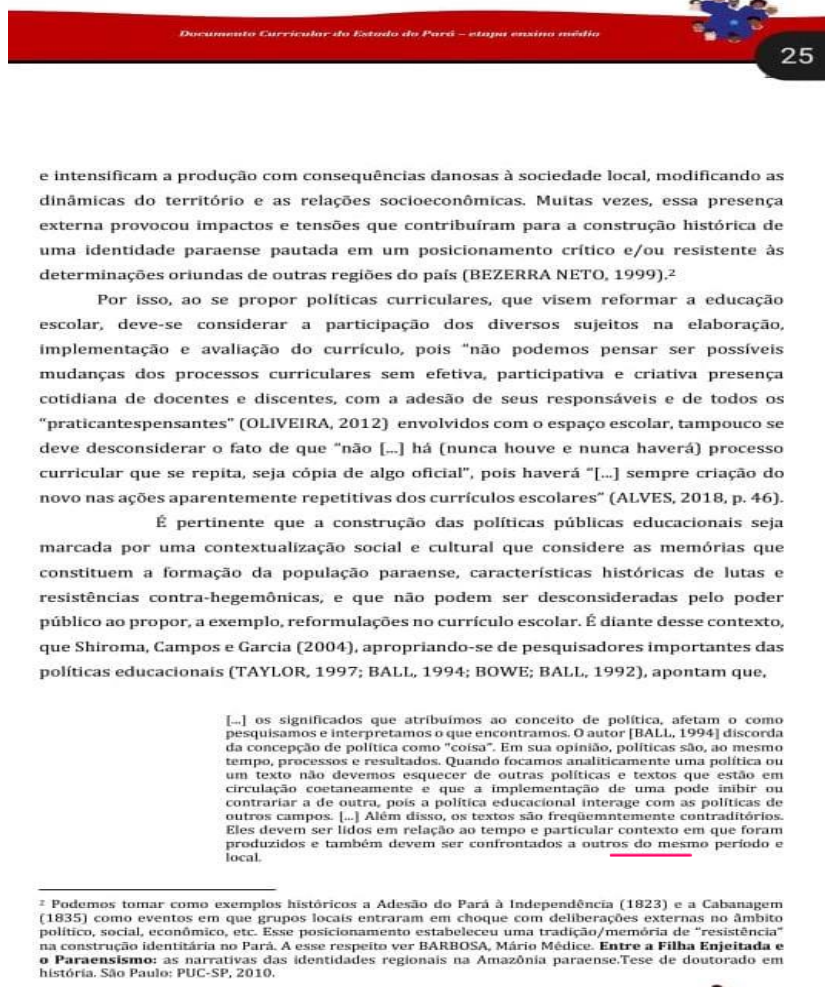 Documento Curricular do Estado do Pará – etapa ensino médio
25
e intensificam a produção com consequências danosas à sociedade local, modificando as
dinâmicas do território e as relações socioeconômicas. Muitas vezes, essa presença
externa provocou impactos e tensões que contribuíram para a construção histórica de
uma identidade paraense pautada em um posicionamento crítico e/ou resistente às
determinações oriundas de outras regiões do país (BEZERRA NETO, 1999).²
Por isso, ao se propor políticas curriculares, que visem reformar a educação
escolar, deve-se considerar a participação dos diversos sujeitos na elaboração,
implementação e avaliação do currículo, pois "não podemos pensar ser possíveis
mudanças dos processos curriculares sem efetiva, participativa e criativa presença
cotidiana de docentes e discentes, com a adesão de seus responsáveis e de todos os
"praticantespensantes" (OLIVEIRA, 2012) envolvidos com o espaço escolar, tampouco se
deve desconsiderar o fato de que "não [...] há (nunca houve e nunca haverá) processo
curricular que se repita, seja cópia de algo oficial", pois haverá "[...] sempre criação do
novo nas ações aparentemente repetitivas dos currículos escolares" (ALVES, 2018, p. 46).
É pertinente que a construção das políticas públicas educacionais seja
marcada por uma contextualização social e cultural que considere as memórias que
constituem a formação da população paraense, características históricas de lutas e
resistências contra-hegemônicas, e que não podem ser desconsideradas pelo poder
público ao propor, a exemplo, reformulações no currículo escolar. É diante desse contexto,
que Shiroma, Campos e Garcia (2004), apropriando-se de pesquisadores importantes das
políticas educacionais (TAYLOR, 1997; BALL, 1994; BOWE; BALL, 1992), apontam que,
[...] os significados que atribuímos ao conceito de política, afetam o como
pesquisamos e interpretamos o que encontramos. O autor [BALL, 1994] discorda
da concepção de política como "coisa". Em sua opinião, políticas são, ao mesmo
tempo, processos e resultados. Quando focamos analiticamente uma política ou
um texto não devemos esquecer de outras políticas e textos que estão em
circulação coetaneamente e que a implementação de uma pode inibir ou
contrariar a de outra, pois a política educacional interage com as políticas de
outros campos. [...] Além disso, os textos são freqüemntemente contraditórios.
Eles devem ser lidos em relação ao tempo e particular contexto em que foram
produzidos e também devem ser confrontados a outros do mesmo período e
local.
² Podemos tomar como exemplos históricos a Adesão do Pará à Independência (1823) e a Cabanagem
(1835) como eventos em que grupos locais entraram em choque com deliberações externas no âmbito
político, social, econômico, etc. Esse posicionamento estabeleceu uma tradição/memória de "resistência"
na construção identitária no Pará. A esse respeito ver BARBOSA, Mário Médice. Entre a Filha Enjeitada e
o Paraensismo: as narrativas das identidades regionais na Amazônia paraense.Tese de doutorado em
história. São Paulo: PUC-SP, 2010.